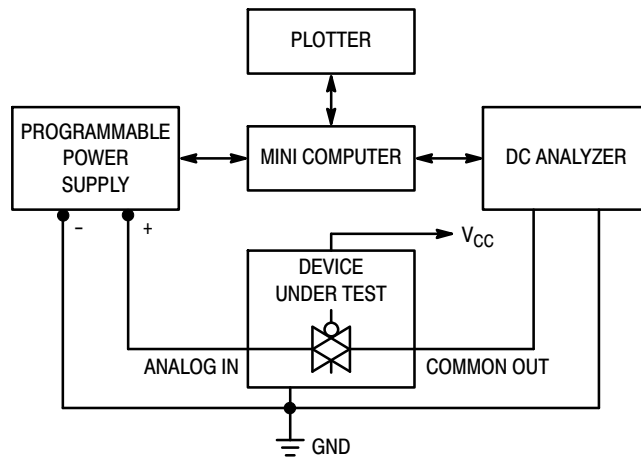 PLOTTER
PROGRAMMABLE
POWER
SUPPLY
MINI COMPUTER
DC ANALYZER
– +
VCC
DEVICE
UNDER TEST
ANALOG IN
COMMON OUT
GND